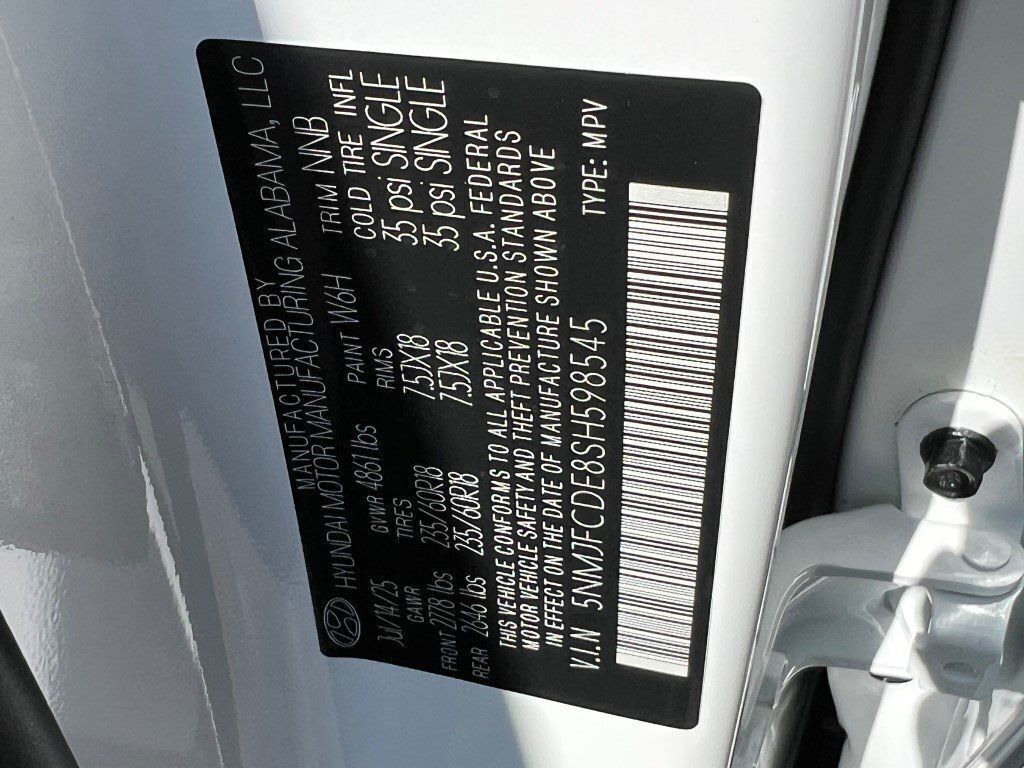 MANUFACTURED BY
HYUNDAI MOTOR MANUFACTURING ALABAMA, LLC
JUL/14/25 GVWR 4861 lbs PAINT W6H TRIM NNB
GAWR TIRES RIMS COLD TIRE INFL
FRONT 2778 lbs 235/60R18 7.5JX18 35 psi SINGLE
REAR 2646 lbs 235/60R18 7.5JX18 35 psi SINGLE
THIS VEHICLE CONFORMS TO ALL APPLICABLE U.S.A. FEDERAL
MOTOR VEHICLE SAFETY AND THEFT PREVENTION STANDARDS
IN EFFECT ON THE DATE OF MANUFACTURE SHOWN ABOVE
V.I.N 5NMJFCDE8SH598545 TYPE: MPV